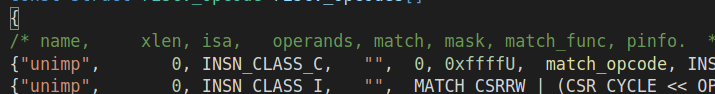 {
/* name,     xlen, isa,   operands, match, mask, match_func, pinfo.  *
{"unimp",       0, INSN_CLASS_C,   "",  0, 0xffffU,  match_opcode, INS
{"unimp",       0, INSN_CLASS_I,   "",  MATCH_CSRRW | (CSR_CYCLE << OP